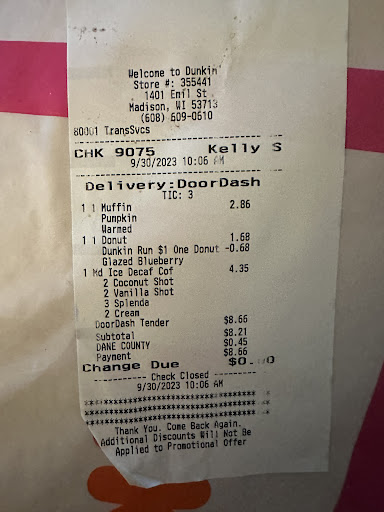 Welcome to Dunkin'
Store #: 355441
1401 Emil St
Madison, WI 53713
(608) 609-0610
80001 TransSvcs
CHK 9075 Kelly S
9/30/2023 10:06 AM
Delivery:DoorDash
TIC: 3
1 1 Muffin 2.86
Pumpkin
Warmed
1 1 Donut 1.68
Dunkin Run $1 One Donut -0.68
Glazed Blueberry
1 Md Ice Decaf Cof 4.35
2 Coconut Shot
2 Vanilla Shot
3 Splenda
2 Cream
DoorDash Tender $8.66
Subtotal $8.21
DANE COUNTY $0.45
Payment $8.66
Change Due $0.00
Check Closed
9/30/2023 10:06 AM
Thank You. Come Back Again.
Additional Discounts Will Not Be
Applied to Promotional Offer